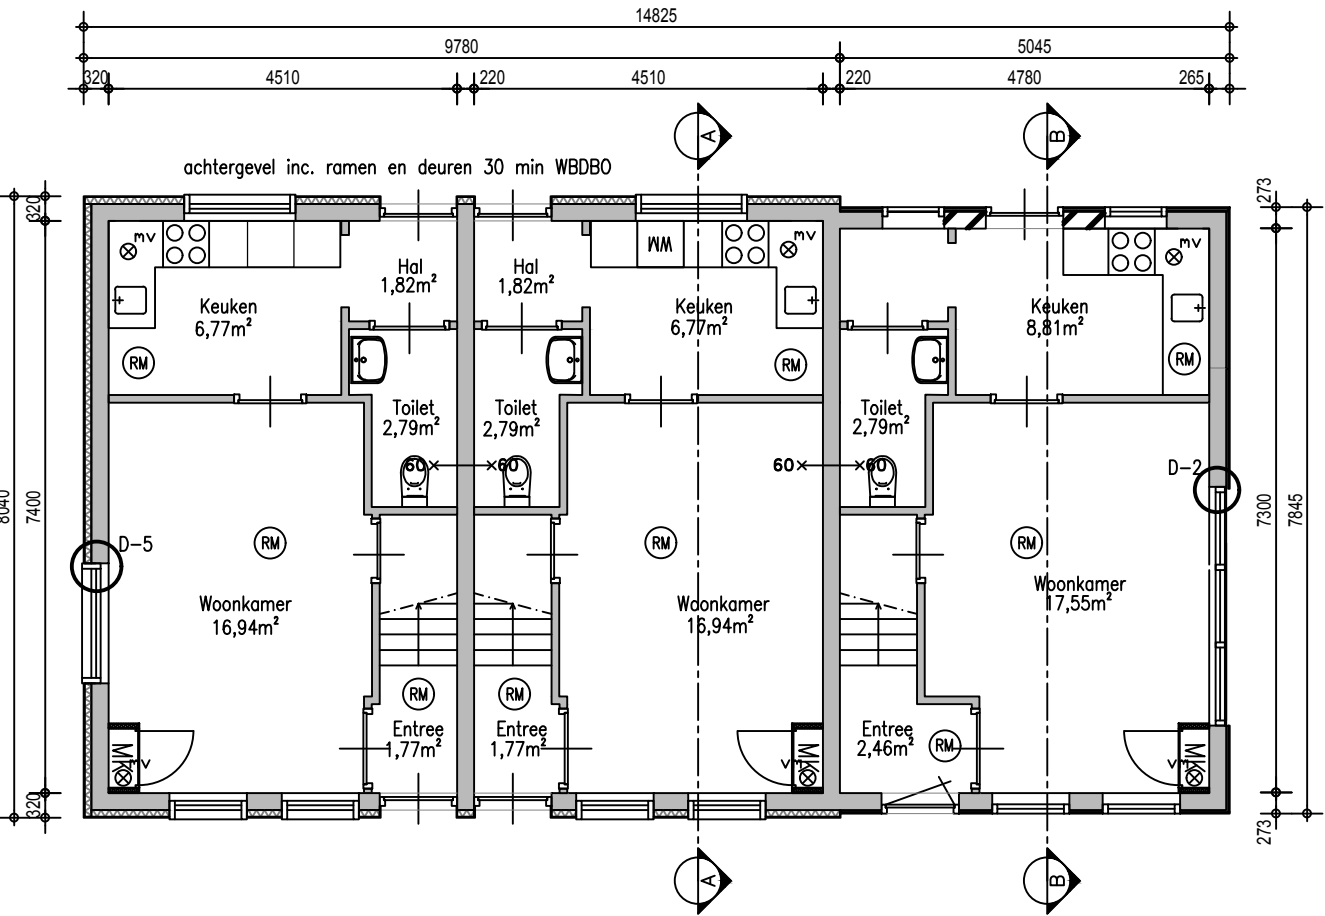 14825
9780
5045
320
4510
220
4510
220
4780
265
A
B
achtergevel inc. ramen en deuren 30 min WBDBO
320
273
mv
WM
mv
mv
Hal
1,82m²
Hal
1,82m²
Keuken
6,77m²
Keuken
6,77m²
Keuken
8,81m²
RM
RM
RM
Toilet
2,79m²
Toilet
2,79m²
Toilet
2,79m²
60
60
60
60
D-2
8040
7400
7300
7845
D-5
RM
RM
RM
Woonkamer
16,94m²
Woonkamer
16,94m²
Woonkamer
17,55m²
RM
RM
Entree
1,77m²
Entree
1,77m²
Entree
2,46m²
RM
MK
mv
MK
mv
MK
mv
320
273
A
B